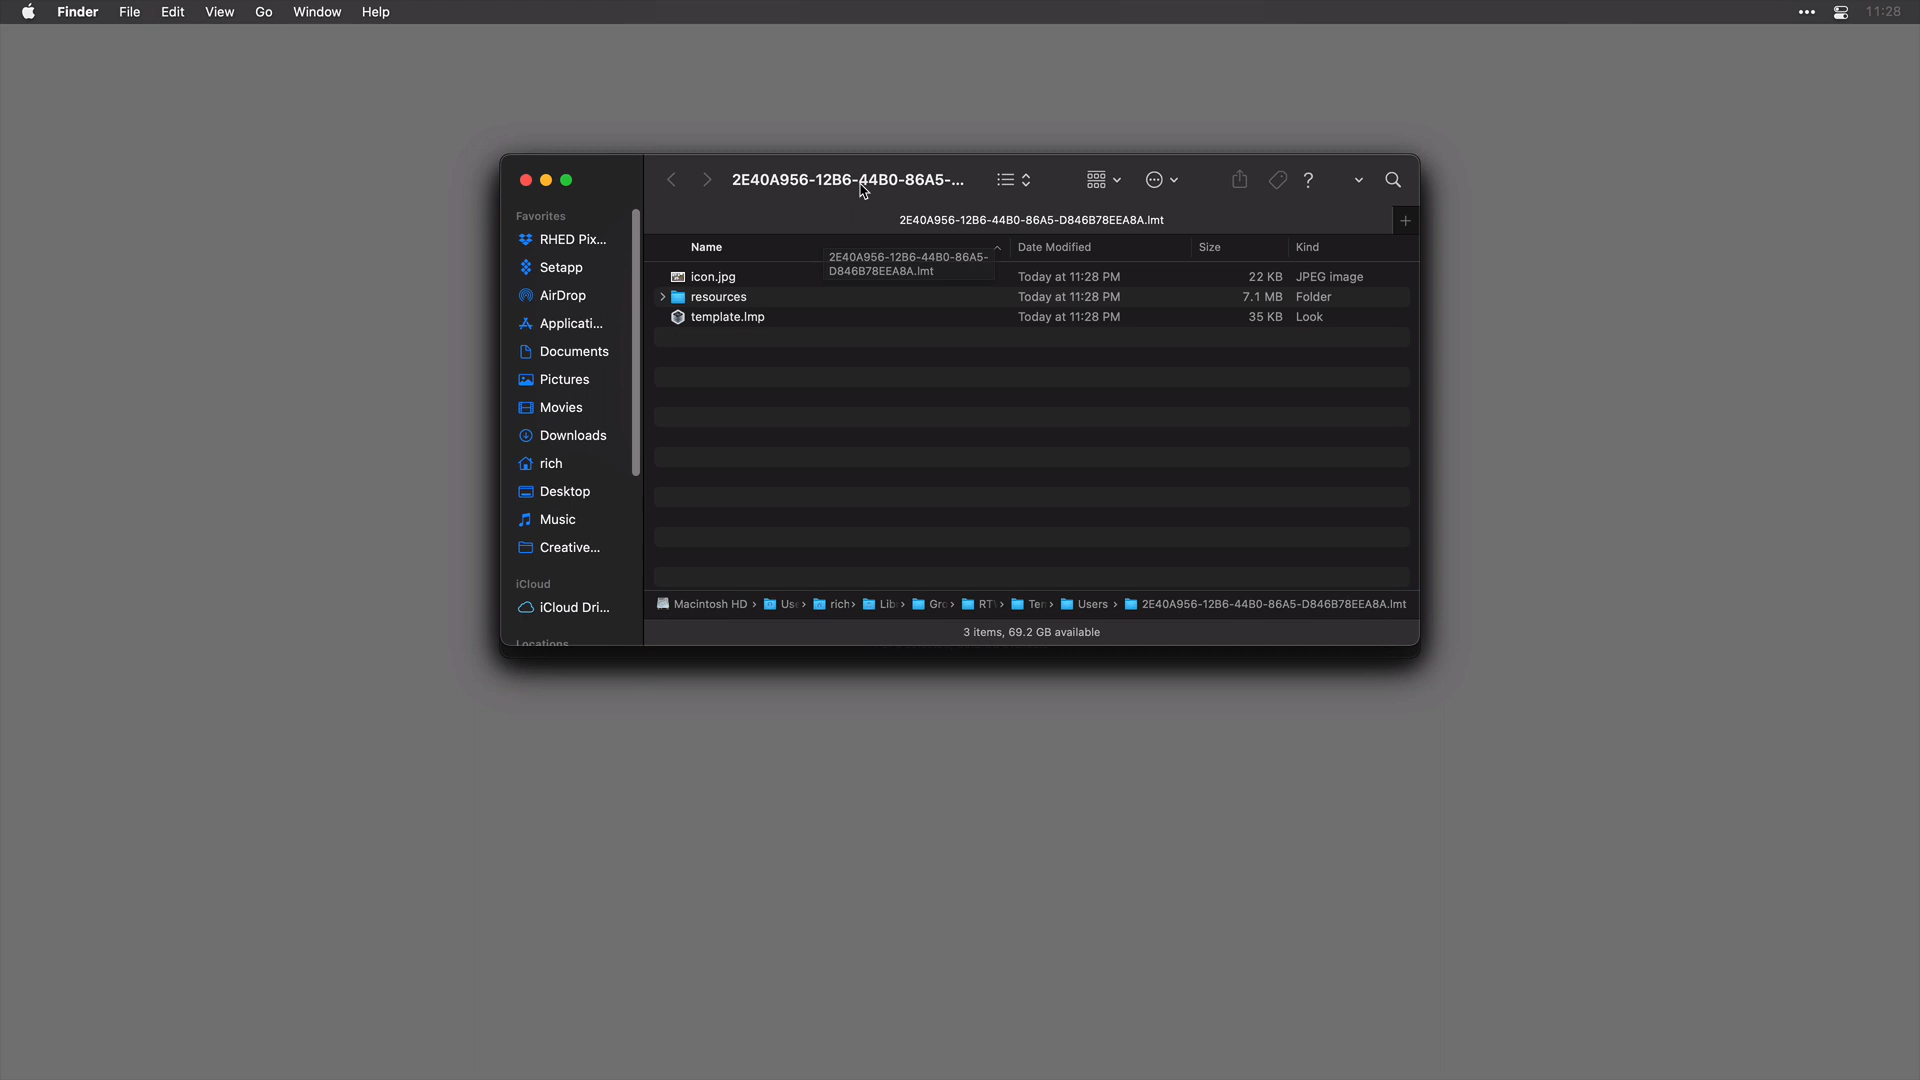 Finder File Edit View Go Window Help 11:28
2E40A956-12B6-44B0-86A5-...
2E40A956-12B6-44B0-86A5-D846B78EEA8A.lmt
Favorites
RHED Pix...
Setapp
AirDrop
Applicati...
Documents
Pictures
Movies
Downloads
rich
Desktop
Music
Creative...
iCloud
iCloud Dri...
Locations
Name Date Modified Size Kind
2E40A956-12B6-44B0-86A5-
D846B78EEA8A.lmt
icon.jpg Today at 11:28 PM 22 KB JPEG image
resources Today at 11:28 PM 7.1 MB Folder
template.lmp Today at 11:28 PM 35 KB Look
Macintosh HD › Use › rich › Lib › Gro › RT › Ten › Users › 2E40A956-12B6-44B0-86A5-D846B78EEA8A.lmt
3 items, 69.2 GB available